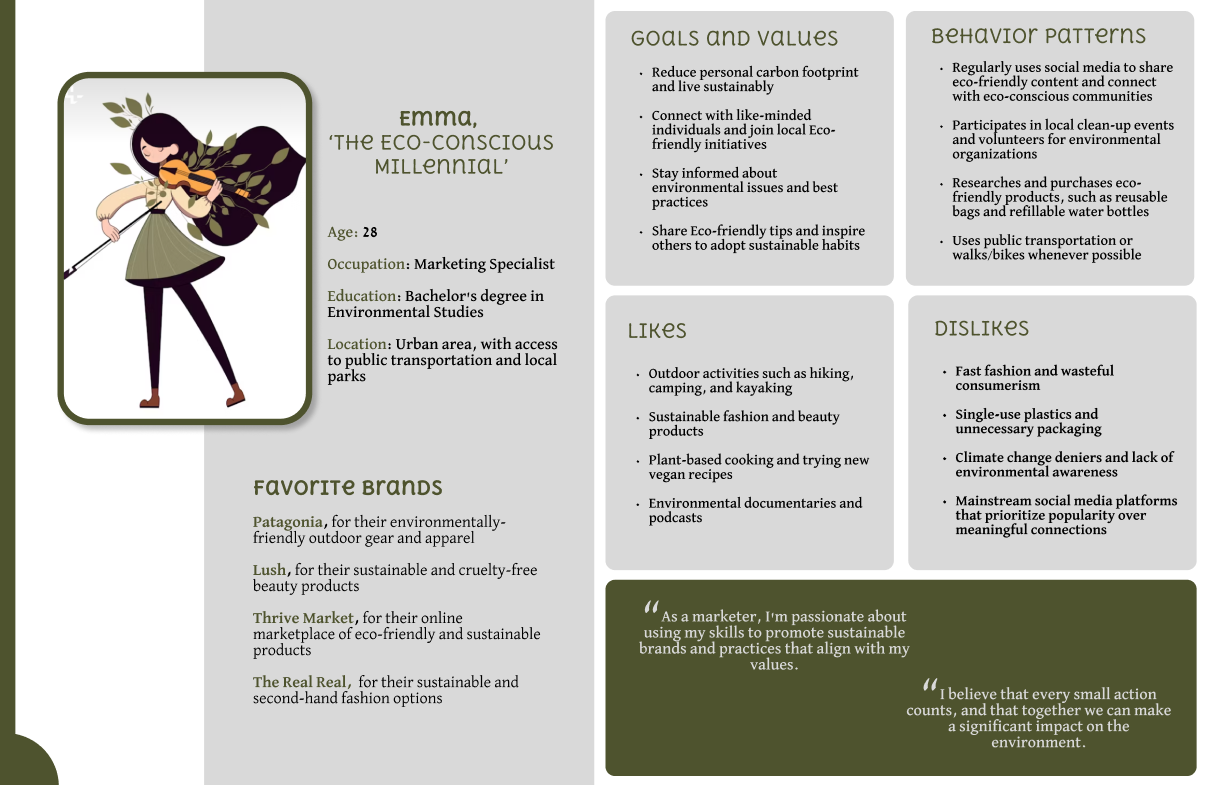 Emma,
'The Eco-Conscious
Millennial'
Age: 28
Occupation: Marketing Specialist
Education: Bachelor's degree in
Environmental Studies
Location: Urban area, with access
to public transportation and local
parks
Favorite Brands
Patagonia, for their environmentally-
friendly outdoor gear and apparel
Lush, for their sustainable and cruelty-free
beauty products
Thrive Market, for their online
marketplace of eco-friendly and sustainable
products
The Real Real, for their sustainable and
second-hand fashion options
Goals and Values
• Reduce personal carbon footprint
and live sustainably
• Connect with like-minded
individuals and join local Eco-
friendly initiatives
• Stay informed about
environmental issues and best
practices
• Share Eco-friendly tips and inspire
others to adopt sustainable habits
Behavior Patterns
• Regularly uses social media to share
eco-friendly content and connect
with eco-conscious communities
• Participates in local clean-up events
and volunteers for environmental
organizations
• Researches and purchases eco-
friendly products, such as reusable
bags and refillable water bottles
• Uses public transportation or
walks/bikes whenever possible
Likes
• Outdoor activities such as hiking,
camping, and kayaking
• Sustainable fashion and beauty
products
• Plant-based cooking and trying new
vegan recipes
• Environmental documentaries and
podcasts
Dislikes
• Fast fashion and wasteful
consumerism
• Single-use plastics and
unnecessary packaging
• Climate change deniers and lack of
environmental awareness
• Mainstream social media platforms
that prioritize popularity over
meaningful connections
“As a marketer, I'm passionate about
using my skills to promote sustainable
brands and practices that align with my
values.
“I believe that every small action
counts, and that together we can make
a significant impact on the
environment.